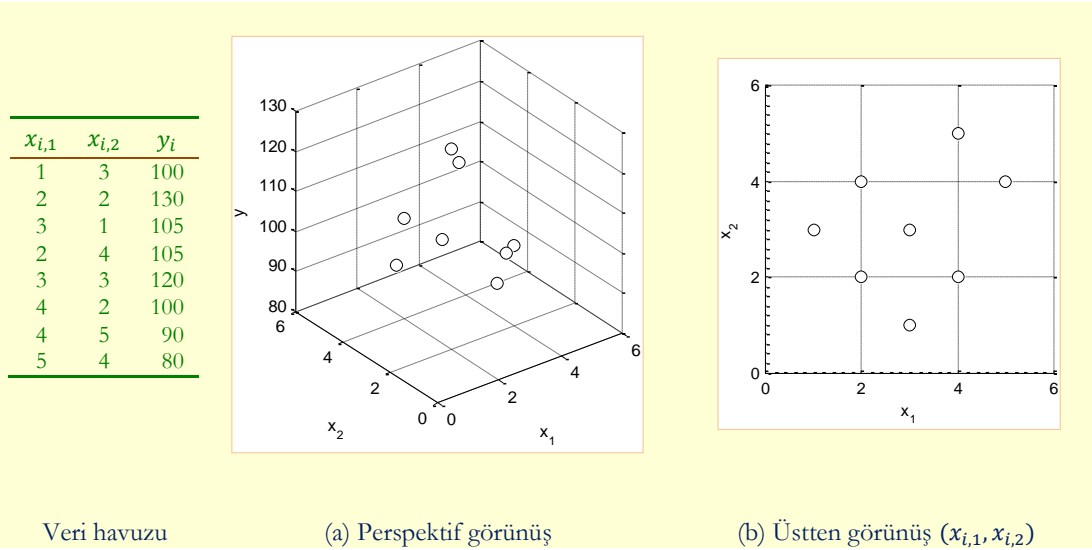 x_{i,1} x_{i,2} y_i
1 3 100
2 2 130
3 1 105
2 4 105
3 3 120
4 2 100
4 5 90
5 4 80
Veri havuzu
130
120
110
100
90
80
y
6
4
2
0
x_2
0
2
4
6
x_1
(a) Perspektif görünüş
6
4
2
0
x_2
0 2 4 6
x_1
(b) Üstten görünüş (x_{i,1}, x_{i,2})